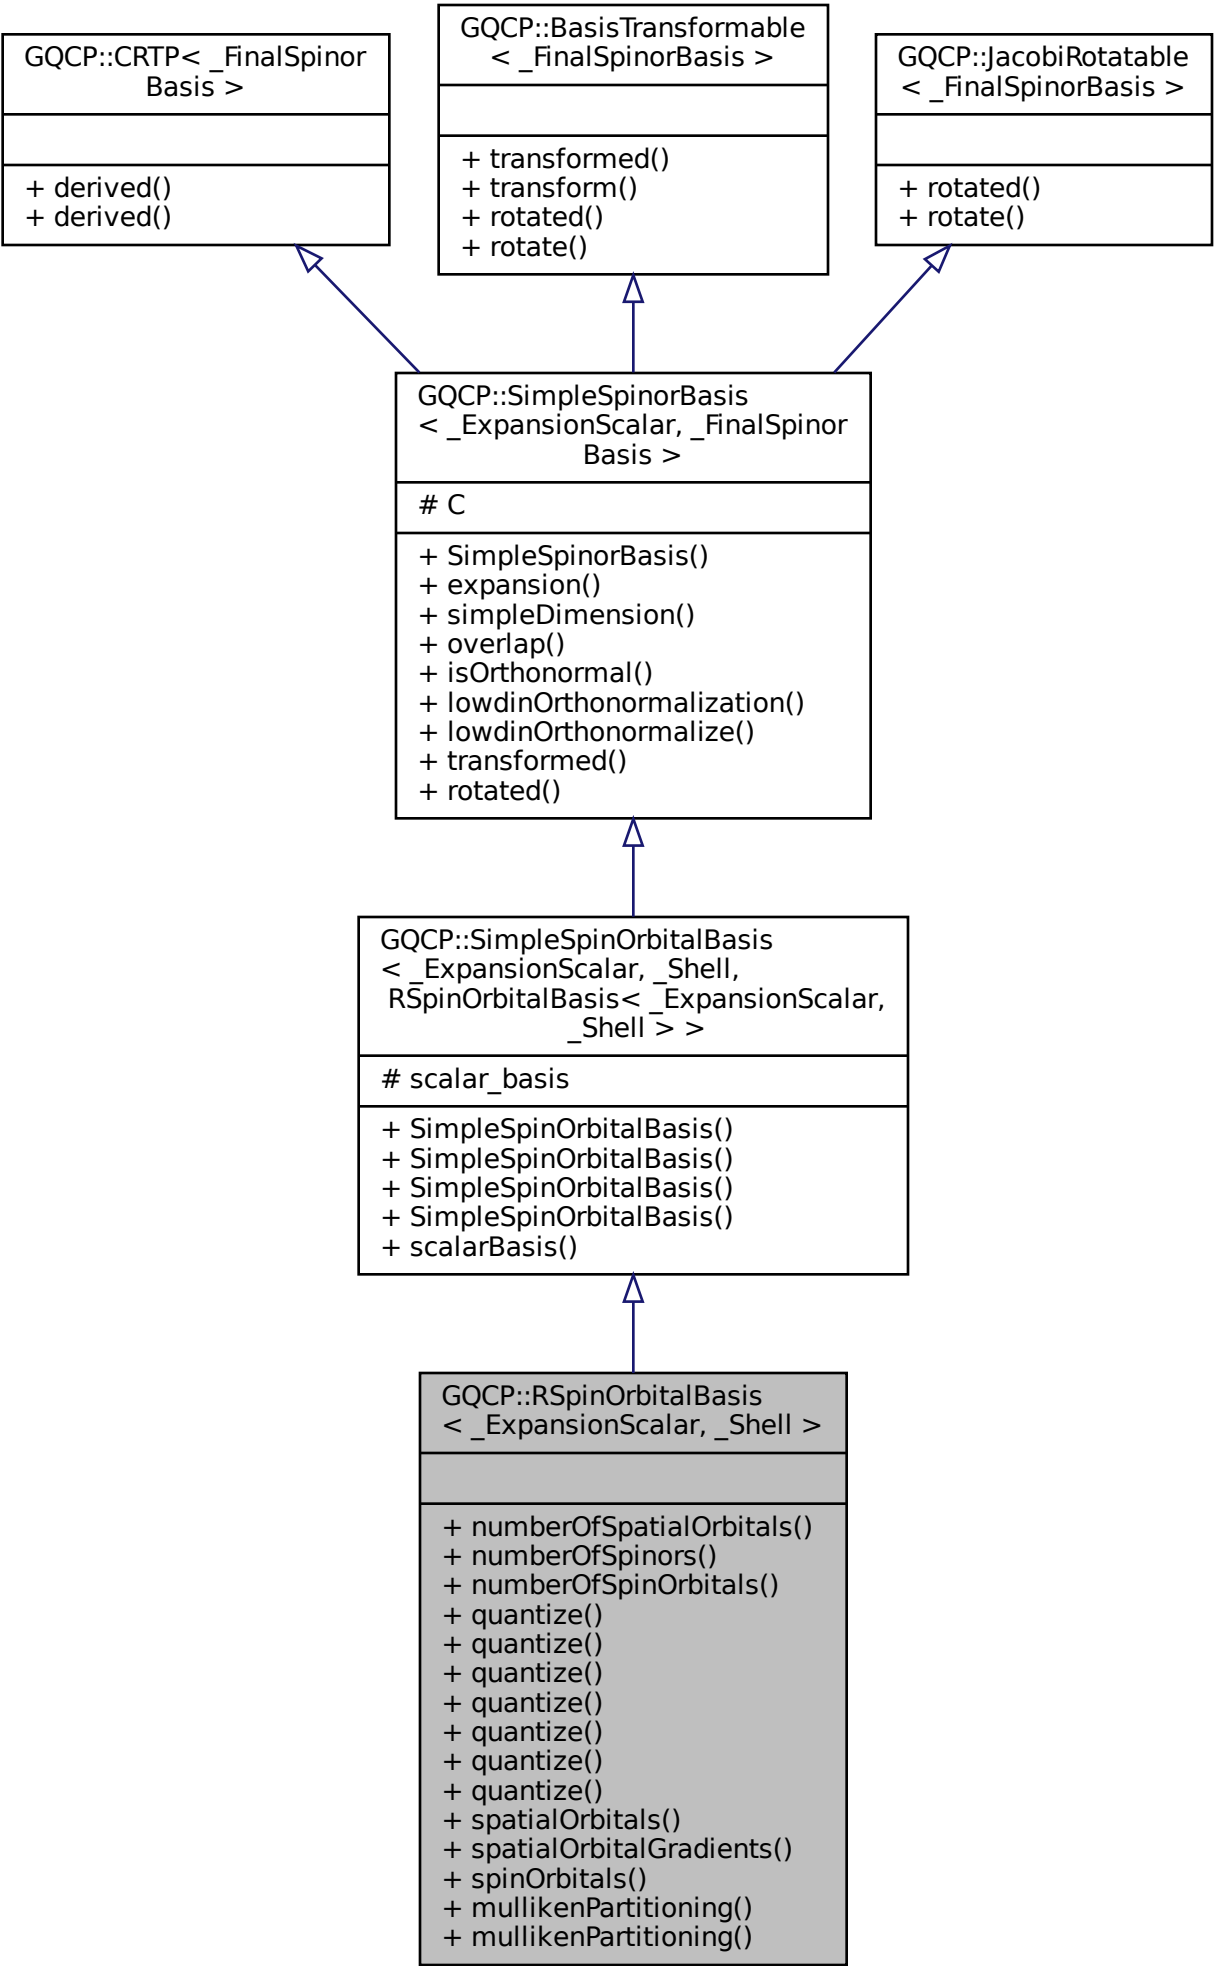 GQCP::CRTP< _FinalSpinor
Basis >
+ derived()
+ derived()
GQCP::BasisTransformable
< _FinalSpinorBasis >
+ transformed()
+ transform()
+ rotated()
+ rotate()
GQCP::JacobiRotatable
< _FinalSpinorBasis >
+ rotated()
+ rotate()
GQCP::SimpleSpinorBasis
< _ExpansionScalar, _FinalSpinor
Basis >
# C
+ SimpleSpinorBasis()
+ expansion()
+ simpleDimension()
+ overlap()
+ isOrthonormal()
+ lowdinOrthonormalization()
+ lowdinOrthonormalize()
+ transformed()
+ rotated()
GQCP::SimpleSpinOrbitalBasis
< _ExpansionScalar, _Shell,
RSpinOrbitalBasis< _ExpansionScalar,
_Shell > >
# scalar_basis
+ SimpleSpinOrbitalBasis()
+ SimpleSpinOrbitalBasis()
+ SimpleSpinOrbitalBasis()
+ SimpleSpinOrbitalBasis()
+ scalarBasis()
GQCP::RSpinOrbitalBasis
< _ExpansionScalar, _Shell >
+ numberOfSpatialOrbitals()
+ numberOfSpinors()
+ numberOfSpinOrbitals()
+ quantize()
+ quantize()
+ quantize()
+ quantize()
+ quantize()
+ quantize()
+ quantize()
+ spatialOrbitals()
+ spatialOrbitalGradients()
+ spinOrbitals()
+ mullikenPartitioning()
+ mullikenPartitioning()